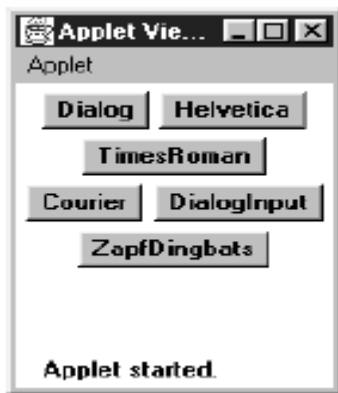 Applet Vie...
Applet
Dialog Helvetica
TimesRoman
Courier DialogInput
ZapfDingbats
Applet started.